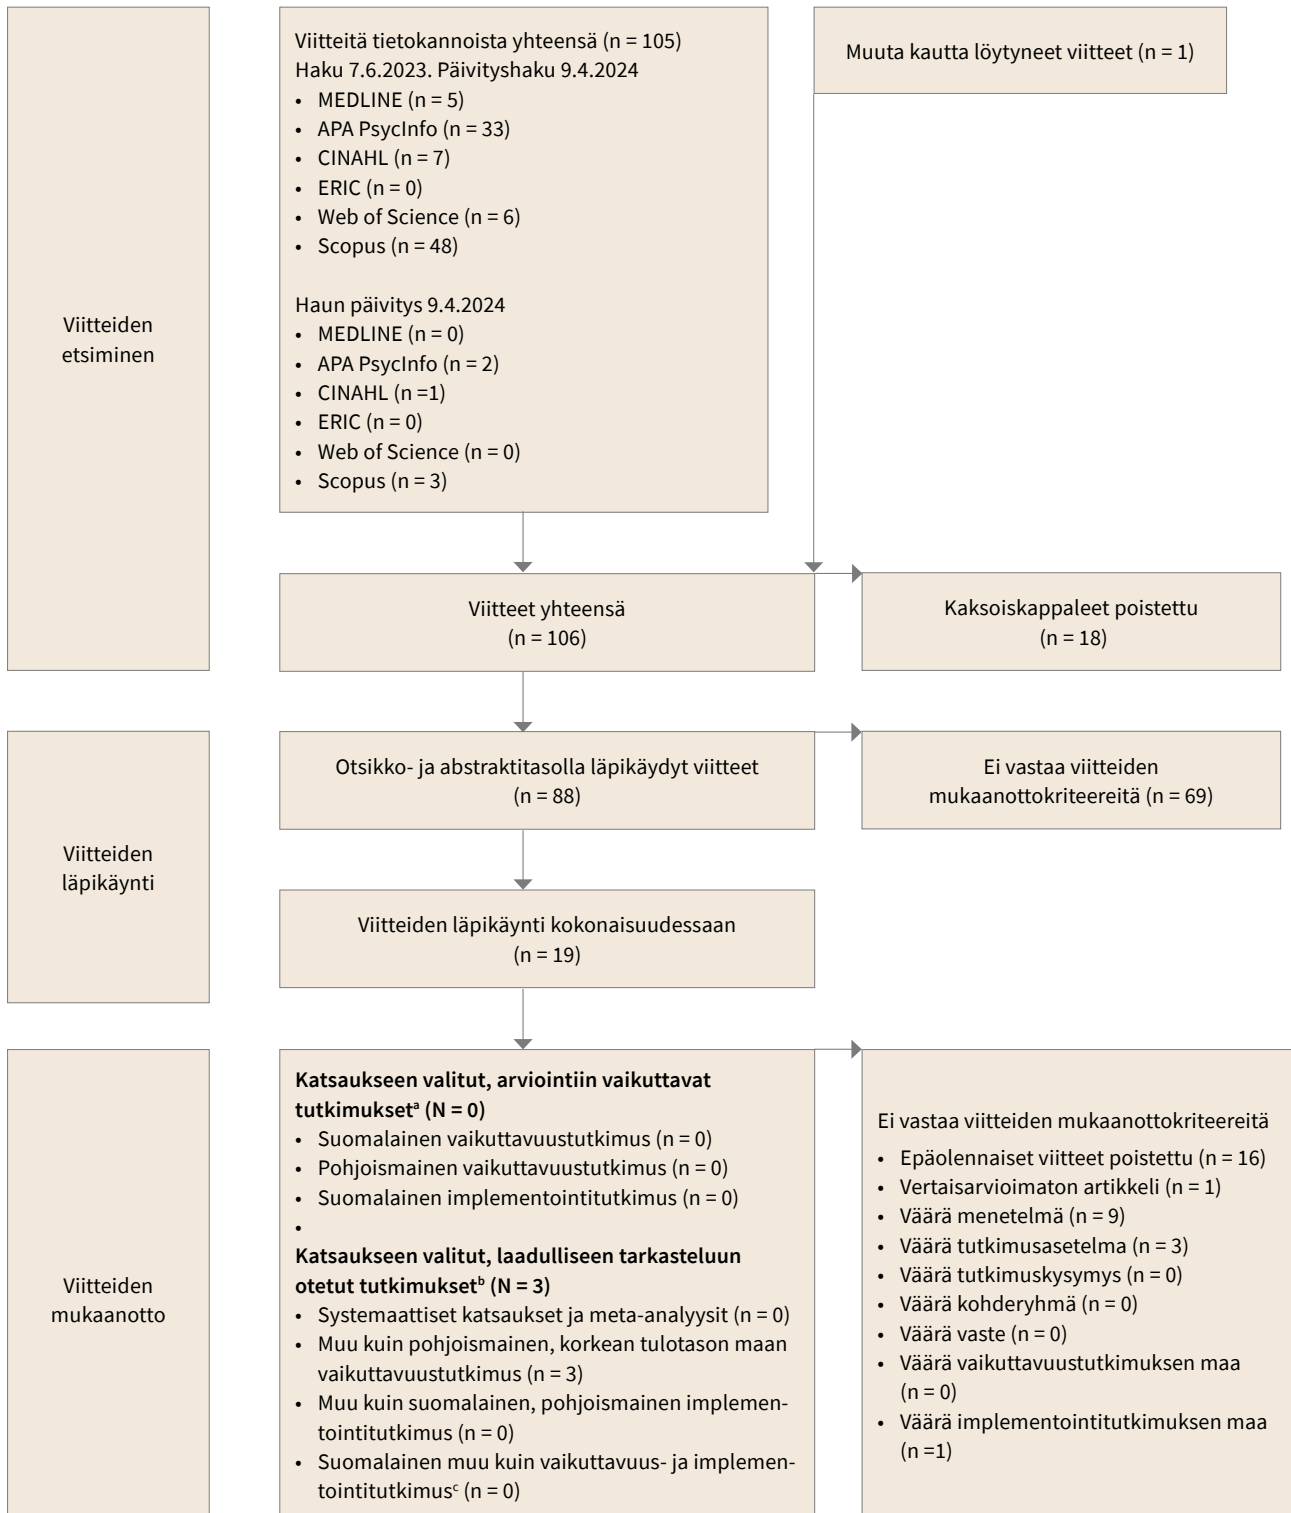 Viitteiden
etsiminen
Viitteitä tietokannoista yhteensä (n = 105)
Haku 7.6.2023. Päivityshaku 9.4.2024
• MEDLINE (n = 5)
• APA PsycInfo (n = 33)
• CINAHL (n = 7)
• ERIC (n = 0)
• Web of Science (n = 6)
• Scopus (n = 48)
Haun päivitys 9.4.2024
• MEDLINE (n = 0)
• APA PsycInfo (n = 2)
• CINAHL (n =1)
• ERIC (n = 0)
• Web of Science (n = 0)
• Scopus (n = 3)
Muuta kautta löytyneet viitteet (n = 1)
Viitteet yhteensä
(n = 106)
Kaksoiskappaleet poistettu
(n = 18)
Viitteiden
läpikäynti
Otsikko- ja abstraktitasolla läpikäydyt viitteet
(n = 88)
Ei vastaa viitteiden
mukaanottokriteereitä (n = 69)
Viitteiden läpikäynti kokonaisuudessaan
(n = 19)
Viitteiden
mukaanotto
Katsaukseen valitut, arviointiin vaikuttavat
tutkimuksetᵃ (N = 0)
• Suomalainen vaikuttavuustutkimus (n = 0)
• Pohjoismainen vaikuttavuustutkimus (n = 0)
• Suomalainen implementointitutkimus (n = 0)
•
Katsaukseen valitut, laadulliseen tarkasteluun
otetut tutkimuksetᵇ (N = 3)
• Systemaattiset katsaukset ja meta-analyysit (n = 0)
• Muu kuin pohjoismainen, korkean tulotason maan
vaikuttavuustutkimus (n = 3)
• Muu kuin suomalainen, pohjoismainen implemen-
tointitutkimus (n = 0)
• Suomalainen muu kuin vaikuttavuus- ja implemen-
tointitutkimusᶜ (n = 0)
Ei vastaa viitteiden mukaanottokriteereitä
• Epäolennaiset viitteet poistettu (n = 16)
• Vertaisarvioimaton artikkeli (n = 1)
• Väärä menetelmä (n = 9)
• Väärä tutkimusasetelma (n = 3)
• Väärä tutkimuskysymys (n = 0)
• Väärä kohderyhmä (n = 0)
• Väärä vaste (n = 0)
• Väärä vaikuttavuustutkimuksen maa
(n = 0)
• Väärä implementointitutkimuksen maa
(n =1)